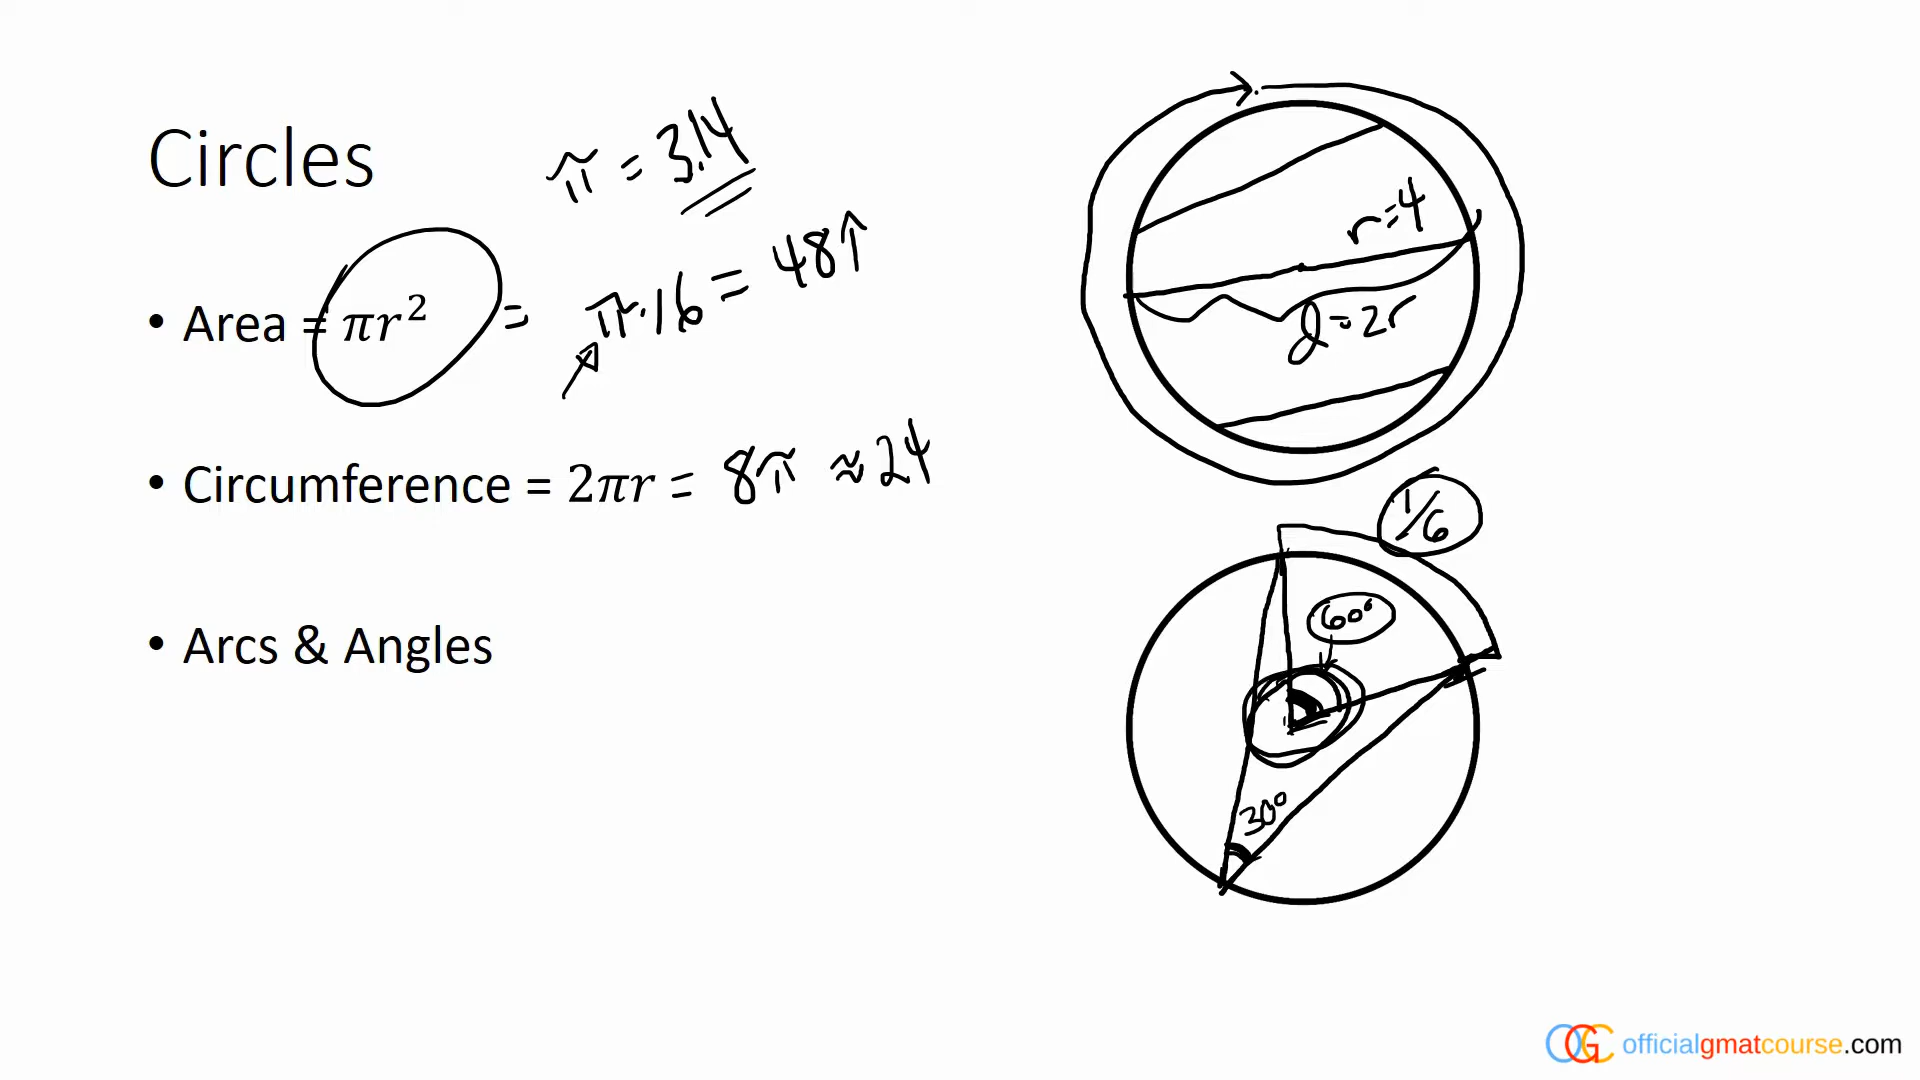 Circles
π = 3.14
• Area = πr² = π·16 = 48↑
• Circumference = 2πr = 8π ≈ 24
• Arcs & Angles
r=4
d=2r
1/6
60°
30°
OGC officialgmatcourse.com